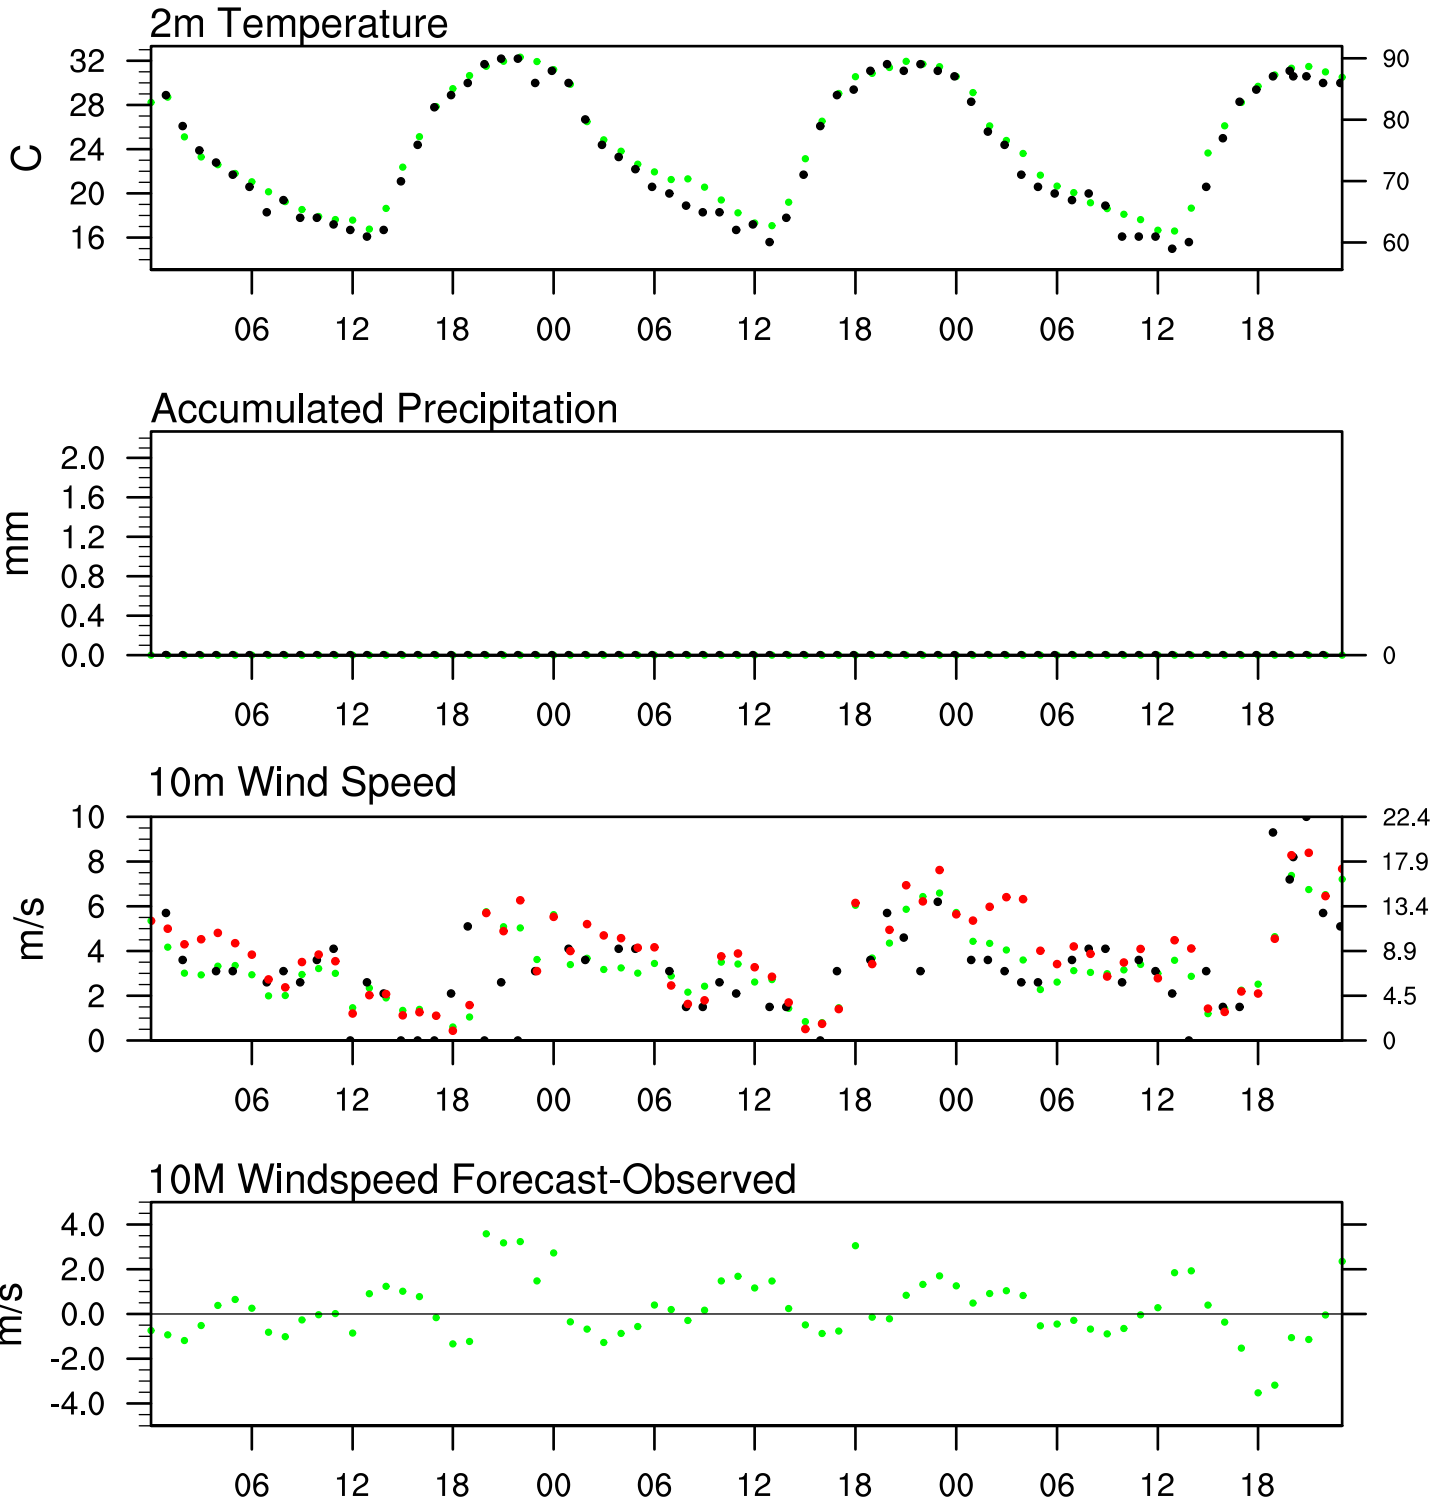 2m Temperature
32
28
24
20
16
C
90
80
70
60
06 12 18 00 06 12 18 00 06 12 18
Accumulated Precipitation
2.0
1.6
1.2
0.8
0.4
0.0
mm
0
06 12 18 00 06 12 18 00 06 12 18
10m Wind Speed
10
8
6
4
2
0
m/s
22.4
17.9
13.4
8.9
4.5
0
06 12 18 00 06 12 18 00 06 12 18
10M Windspeed Forecast-Observed
4.0
2.0
0.0
-2.0
-4.0
m/s
06 12 18 00 06 12 18 00 06 12 18